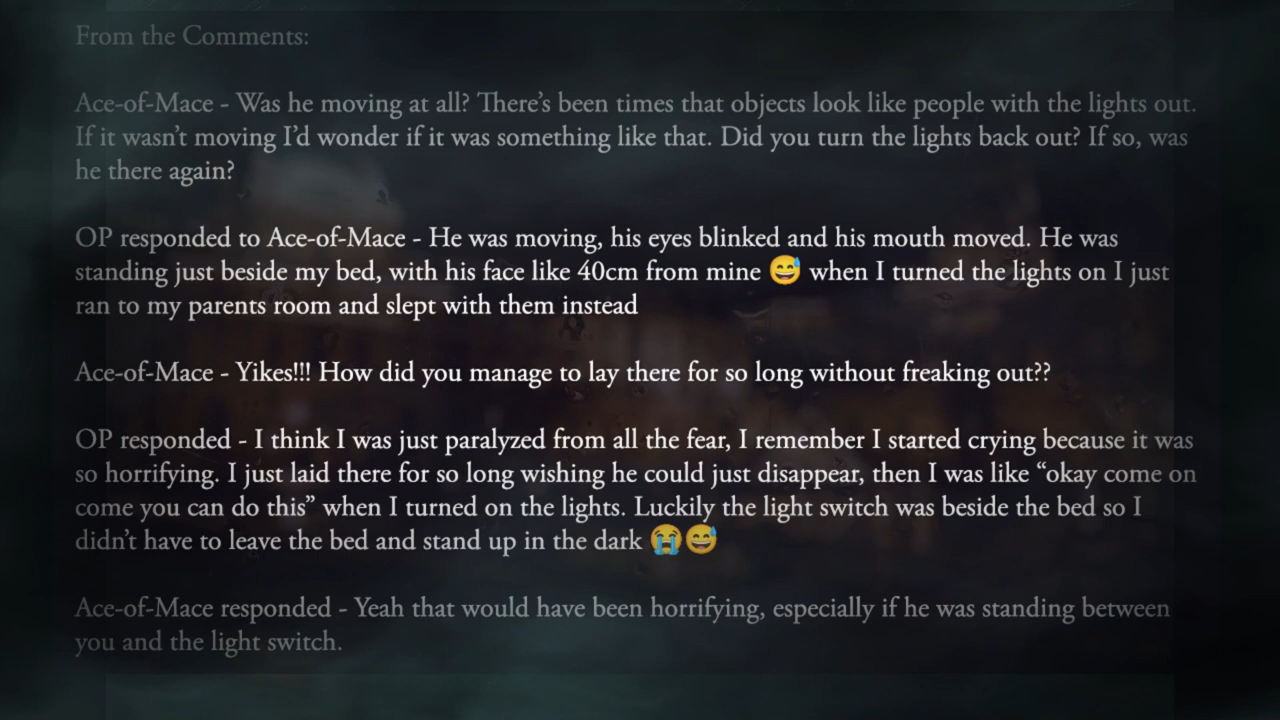 From the Comments:
Ace-of-Mace - Was he moving at all? There’s been times that objects look like people with the lights out.
If it wasn’t moving I’d wonder if it was something like that. Did you turn the lights back out? If so, was
he there again?
OP responded to Ace-of-Mace - He was moving, his eyes blinked and his mouth moved. He was
standing just beside my bed, with his face like 40cm from mine 😅 when I turned the lights on I just
ran to my parents room and slept with them instead
Ace-of-Mace - Yikes!!! How did you manage to lay there for so long without freaking out??
OP responded - I think I was just paralyzed from all the fear, I remember I started crying because it was
so horrifying. I just laid there for so long wishing he could just disappear, then I was like “okay come on
come you can do this” when I turned on the lights. Luckily the light switch was beside the bed so I
didn’t have to leave the bed and stand up in the dark 😭😅
Ace-of-Mace responded - Yeah that would have been horrifying, especially if he was standing between
you and the light switch.